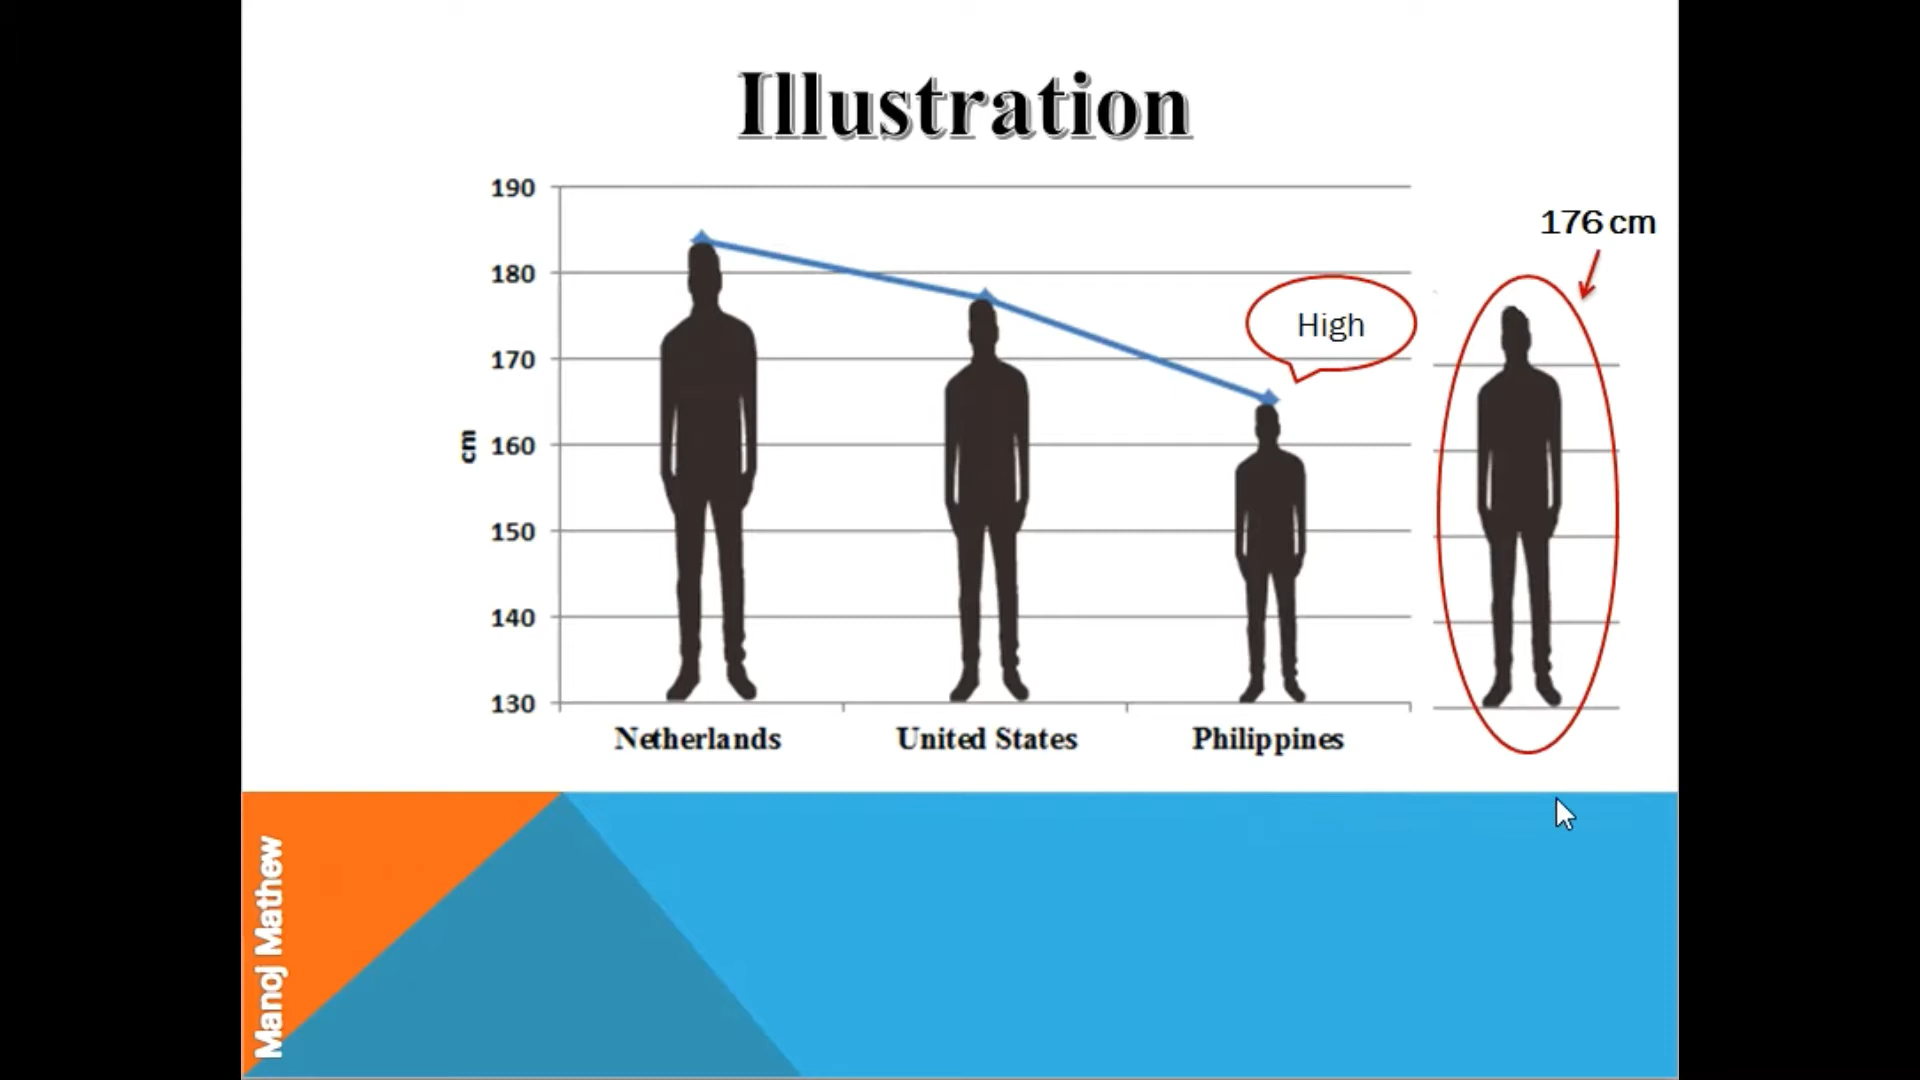 Illustration
190
180
170
160
150
140
130
cm
Netherlands
United States
Philippines
High
176 cm
Manoj Mathew